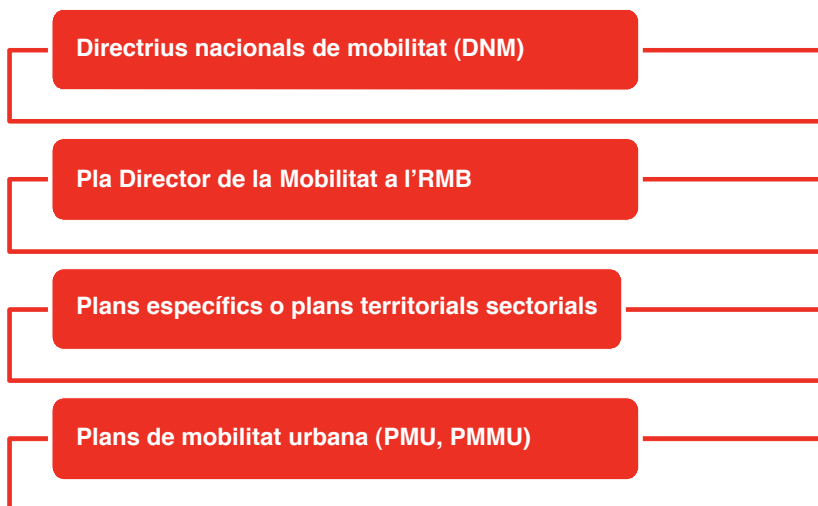 Directrius nacionals de mobilitat (DNM)
Pla Director de la Mobilitat a l’RMB
Plans específics o plans territorials sectorials
Plans de mobilitat urbana (PMU, PMMU)